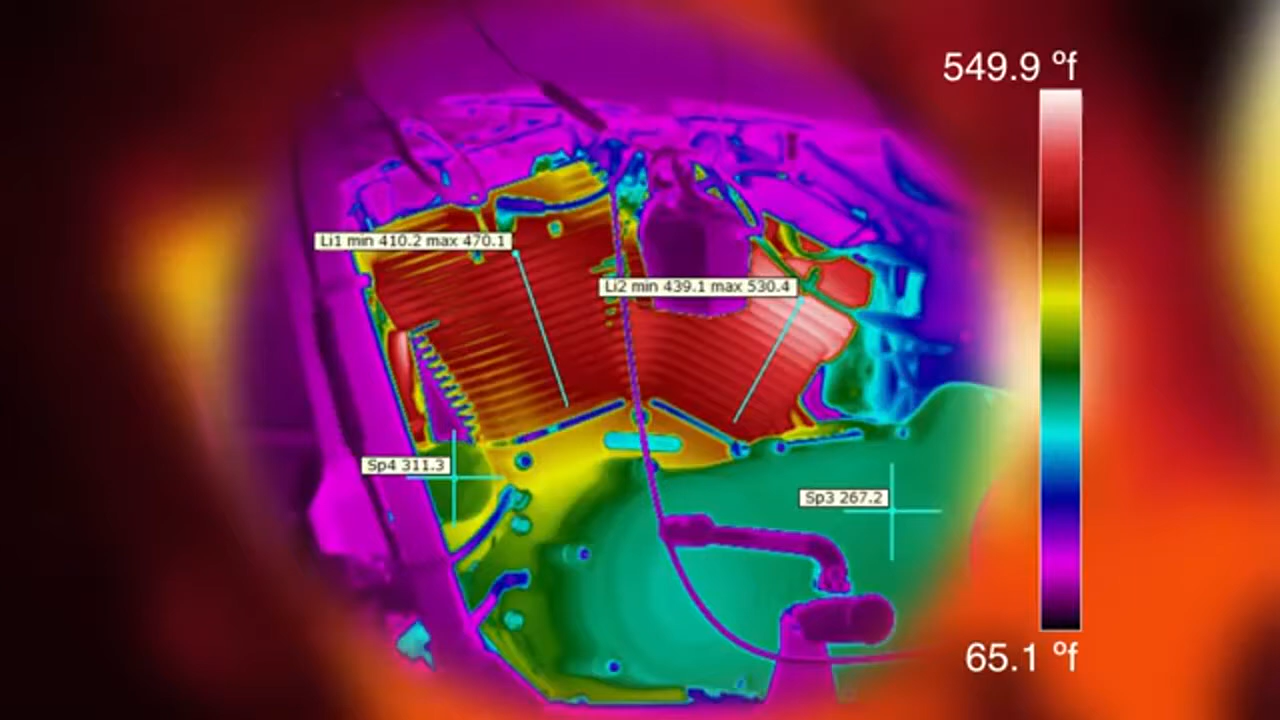 549.9 ºf
Li1 min 410.2 max 470.1
Li2 min 439.1 max 530.4
Sp4 311.3
Sp3 267.2
65.1 ºf